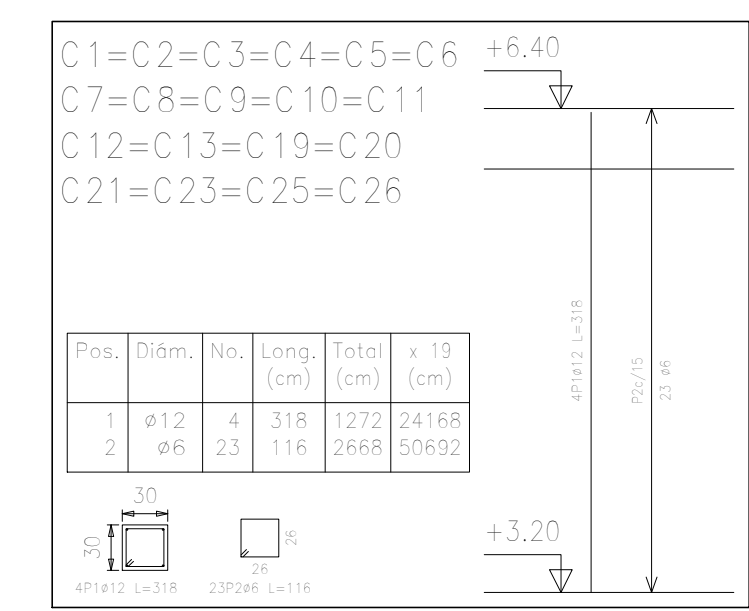 C1=C2=C3=C4=C5=C6
C7=C8=C9=C10=C11
C12=C13=C19=C20
C21=C23=C25=C26
+6.40
Pos. Diám. No. Long. (cm) Total (cm) x 19 (cm)
1 ø12 4 318 1272 24168
2 ø6 23 116 2668 50692
4P1ø12 L=318
P2c/15
23 ø6
30
30
4P1ø12 L=318
26
26
23P2ø6 L=116
+3.20